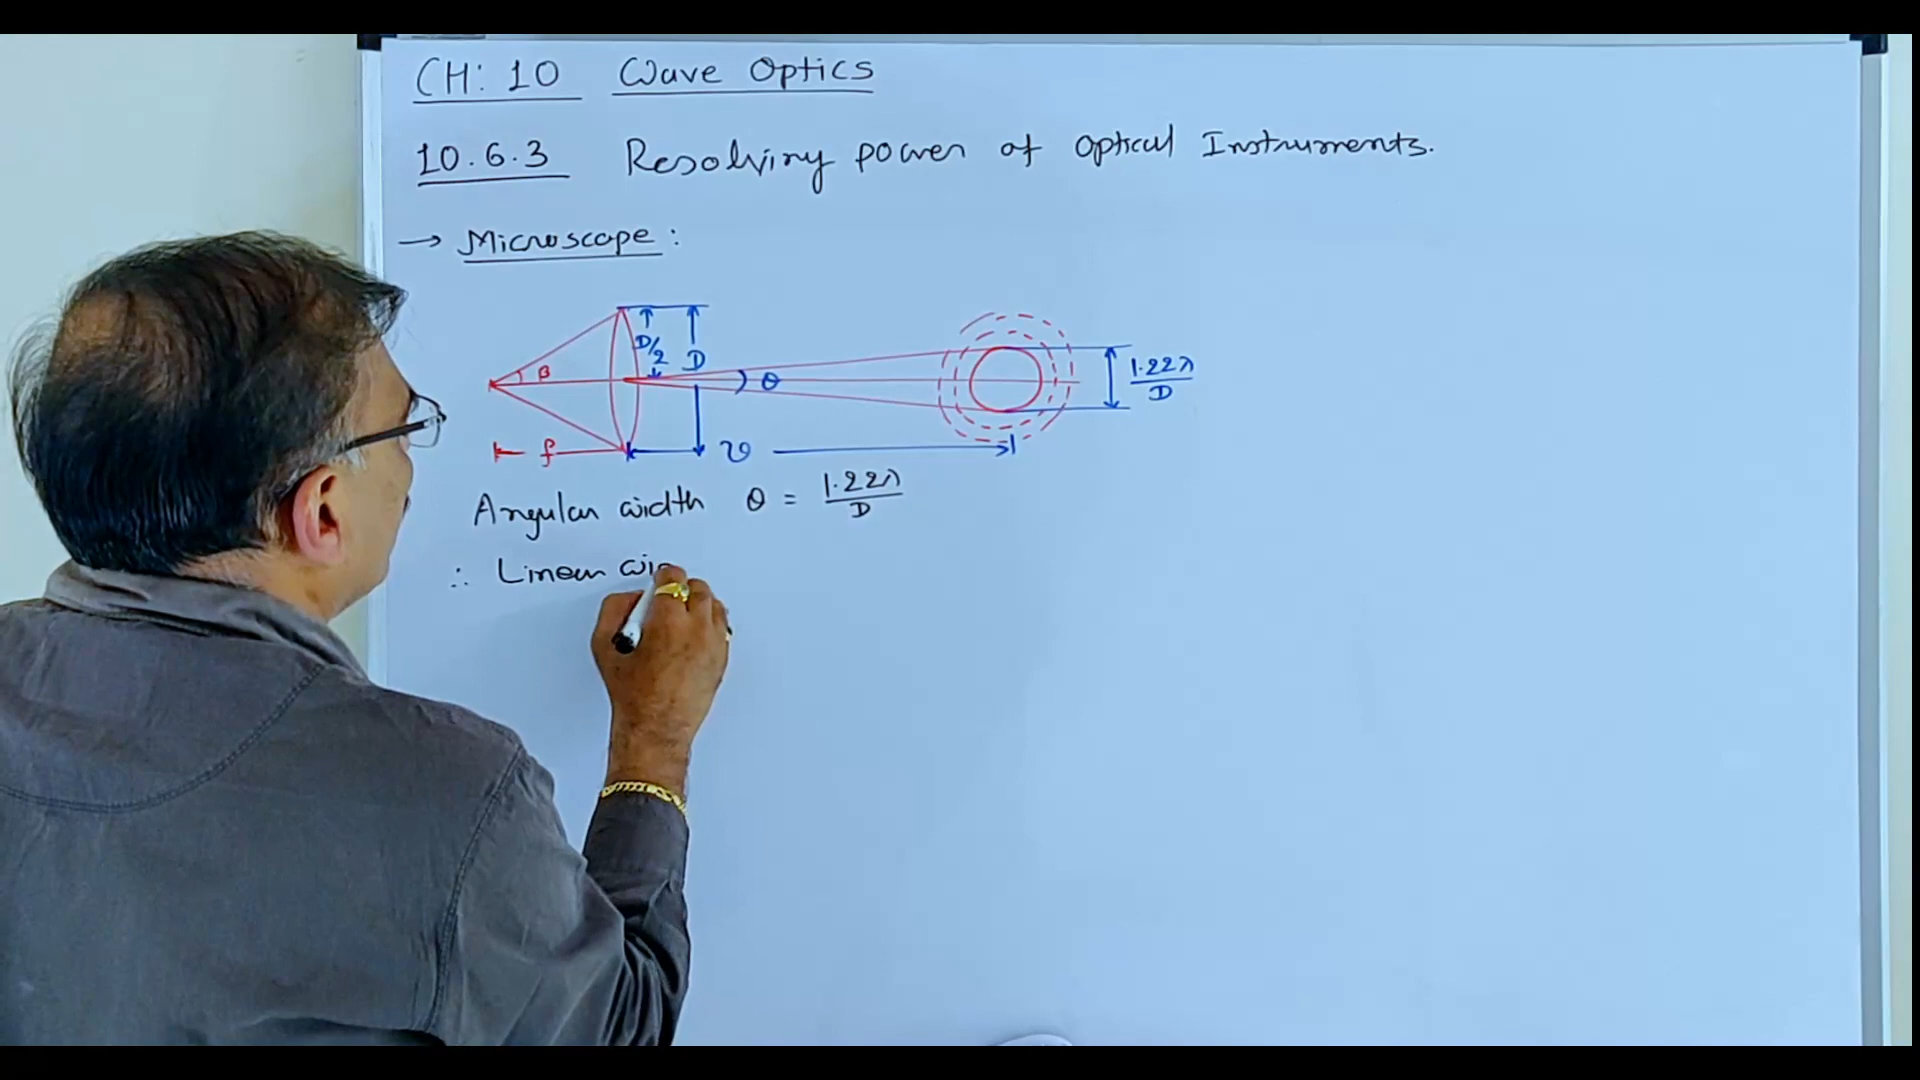 CH: 10 Wave Optics
10.6.3 Resolving power of optical Instruments.
→ Microscope:
D/2
D
β
θ
1.22λ/D
f
v
Angular width θ = 1.22λ/D
∴ Linear wi